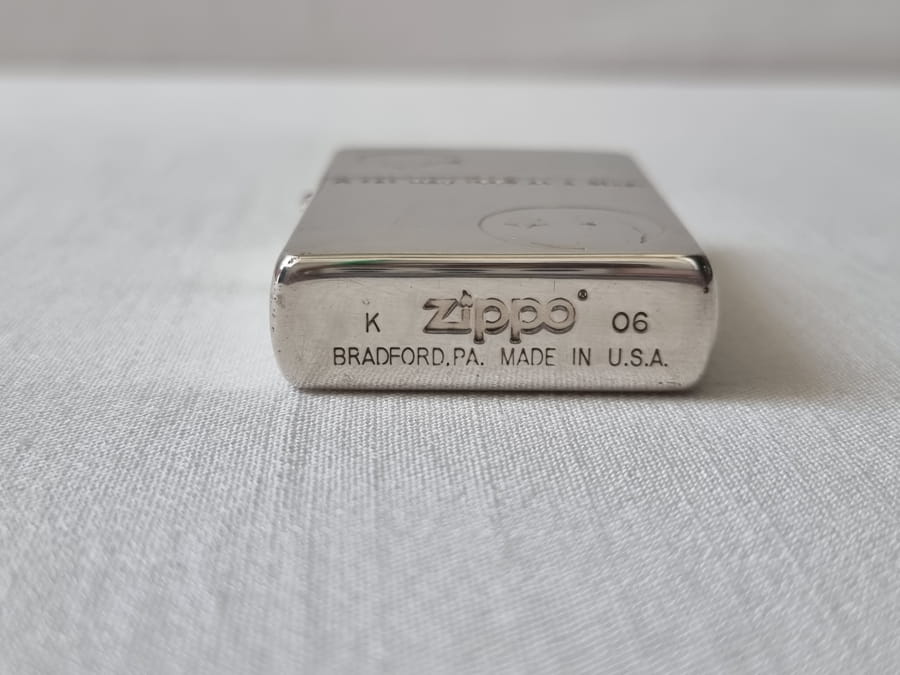 K zippo® 06
BRADFORD,PA. MADE IN U.S.A.